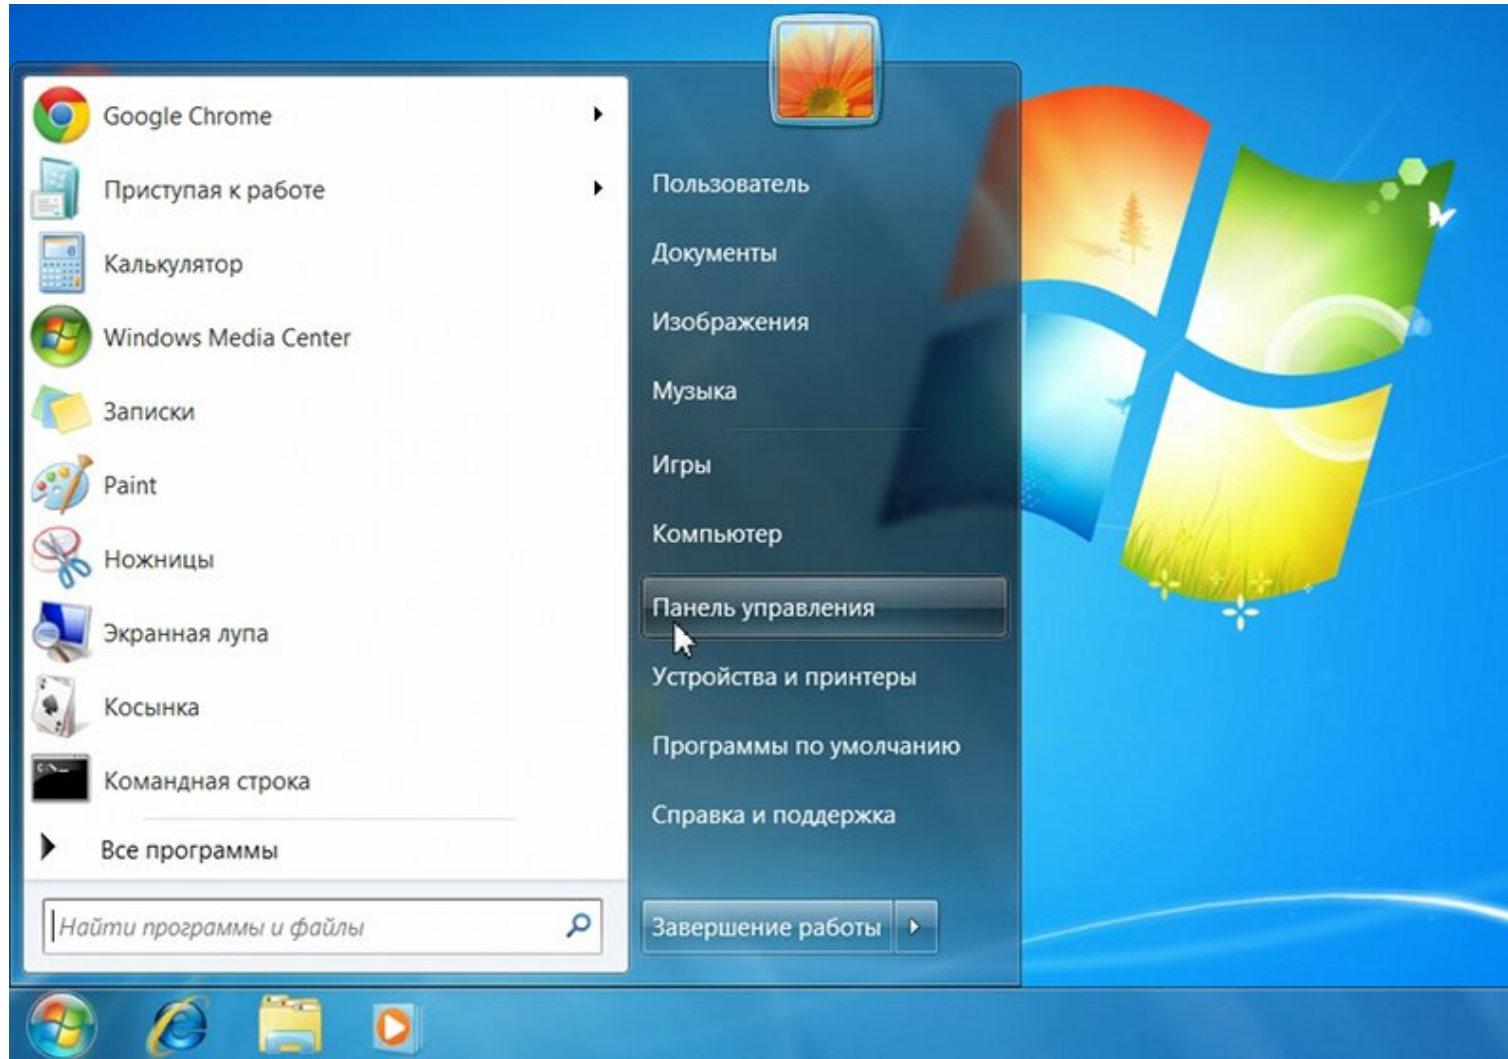 Google Chrome
Приступая к работе
Калькулятор
Windows Media Center
Записки
Paint
Ножницы
Экранная лупа
Косынка
Командная строка
Все программы
Найти программы и файлы
Пользователь
Документы
Изображения
Музыка
Игры
Компьютер
Панель управления
Устройства и принтеры
Программы по умолчанию
Справка и поддержка
Завершение работы